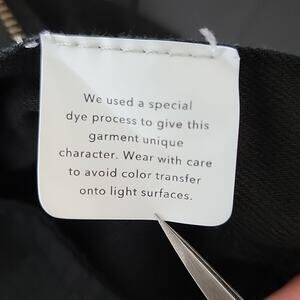 We used a special
dye process to give this
garment unique
character. Wear with care
to avoid color transfer
onto light surfaces.